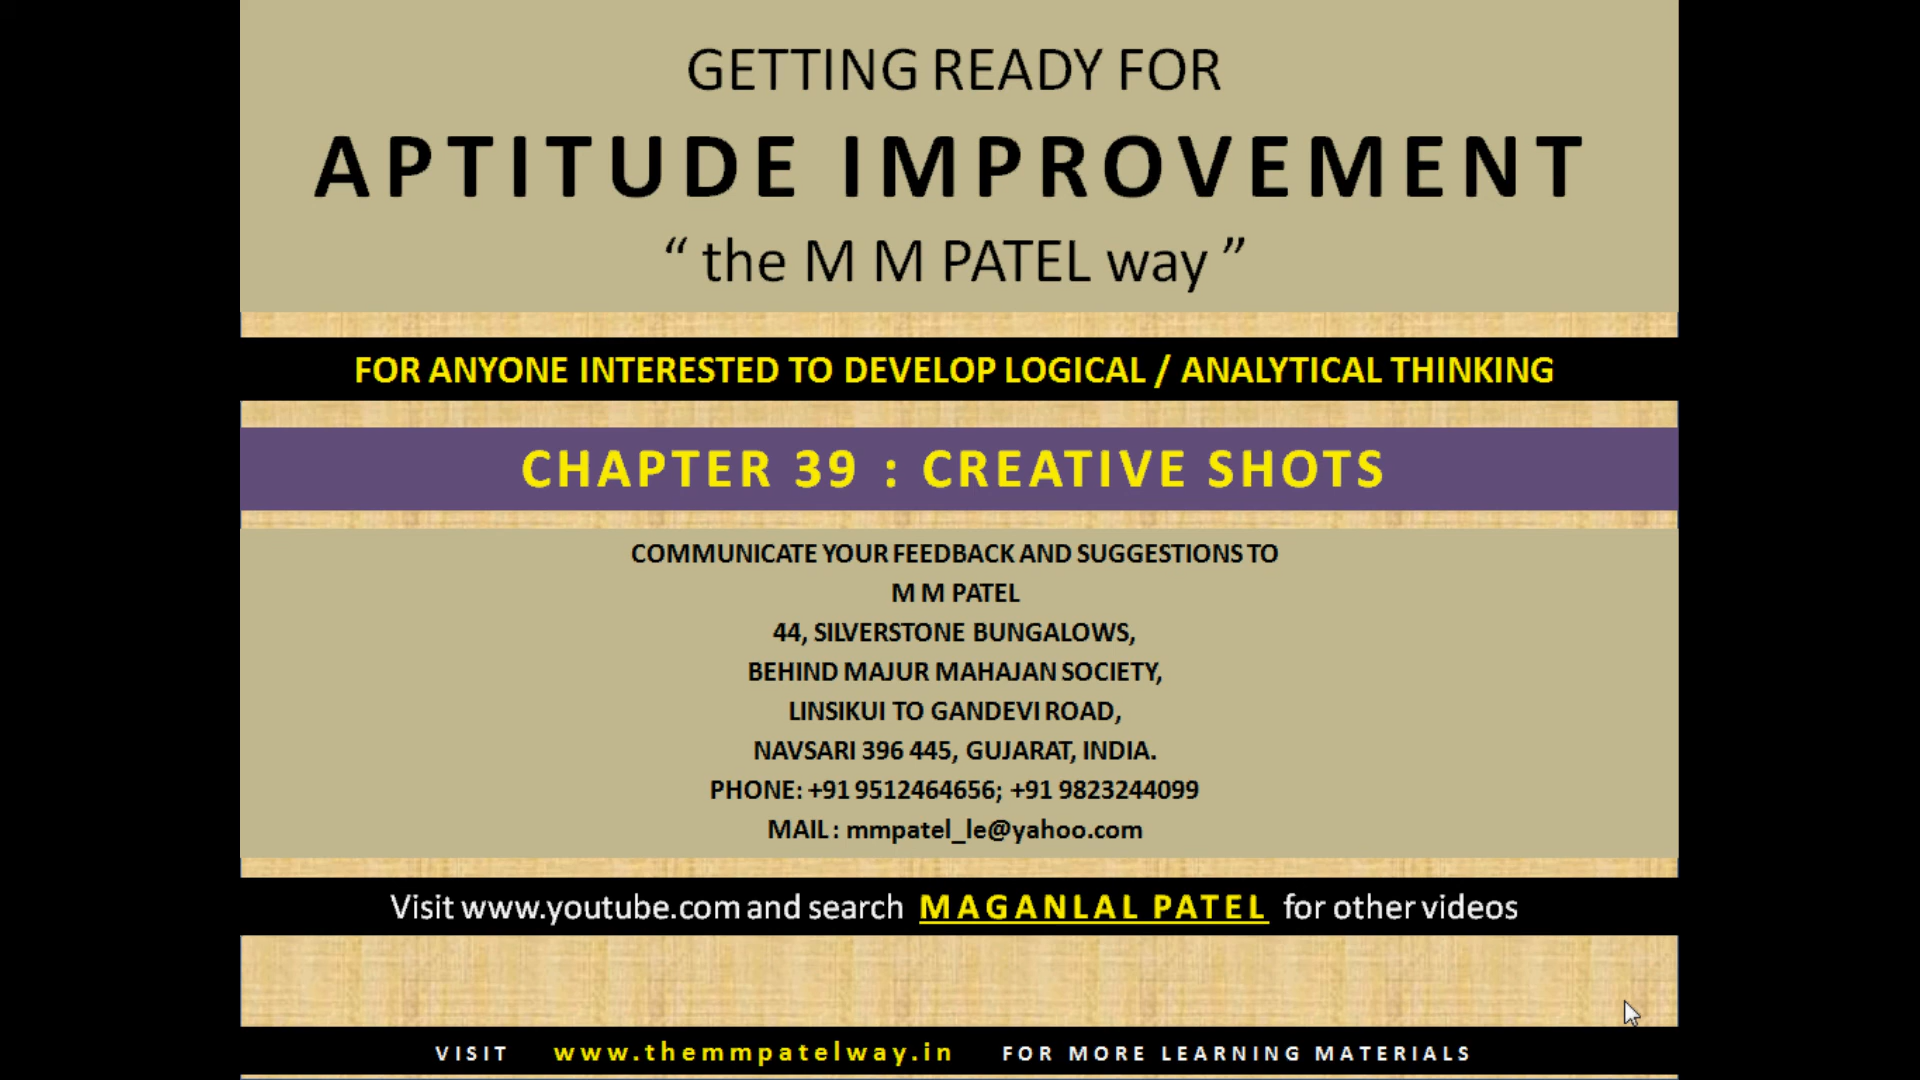 GETTING READY FOR
APTITUDE IMPROVEMENT
“ the M M PATEL way ”
FOR ANYONE INTERESTED TO DEVELOP LOGICAL / ANALYTICAL THINKING
CHAPTER 39 : CREATIVE SHOTS
COMMUNICATE YOUR FEEDBACK AND SUGGESTIONS TO
M M PATEL
44, SILVERSTONE BUNGALOWS,
BEHIND MAJUR MAHAJAN SOCIETY,
LINSIKUI TO GANDEVI ROAD,
NAVSARI 396 445, GUJARAT, INDIA.
PHONE: +91 9512464656; +91 9823244099
MAIL : mmpatel_le@yahoo.com
Visit www.youtube.com and search MAGANLAL PATEL for other videos
VISIT www.themmpatelway.in FOR MORE LEARNING MATERIALS